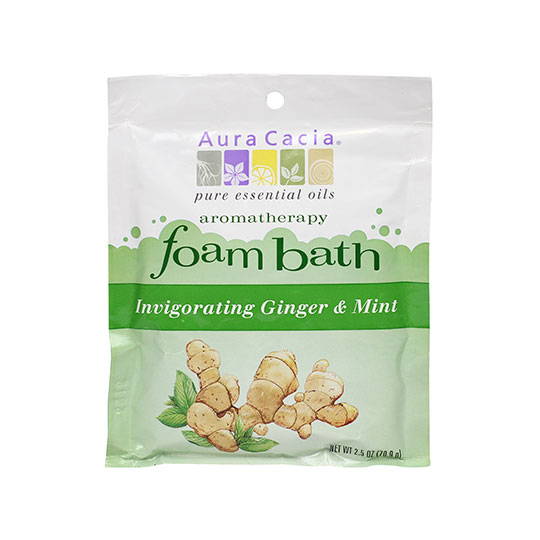 Aura Cacia®
pure essential oils
aromatherapy
foam bath
Invigorating Ginger & Mint
NET WT 2.5 OZ (70.9 g)